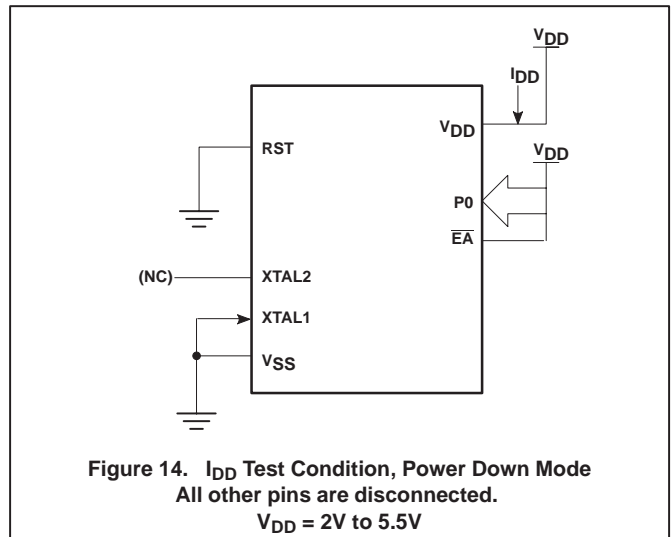 VDD
IDD
VDD
RST
VDD
P0
EA
(NC) XTAL2
XTAL1
VSS
Figure 14. IDD Test Condition, Power Down Mode
All other pins are disconnected.
VDD = 2V to 5.5V